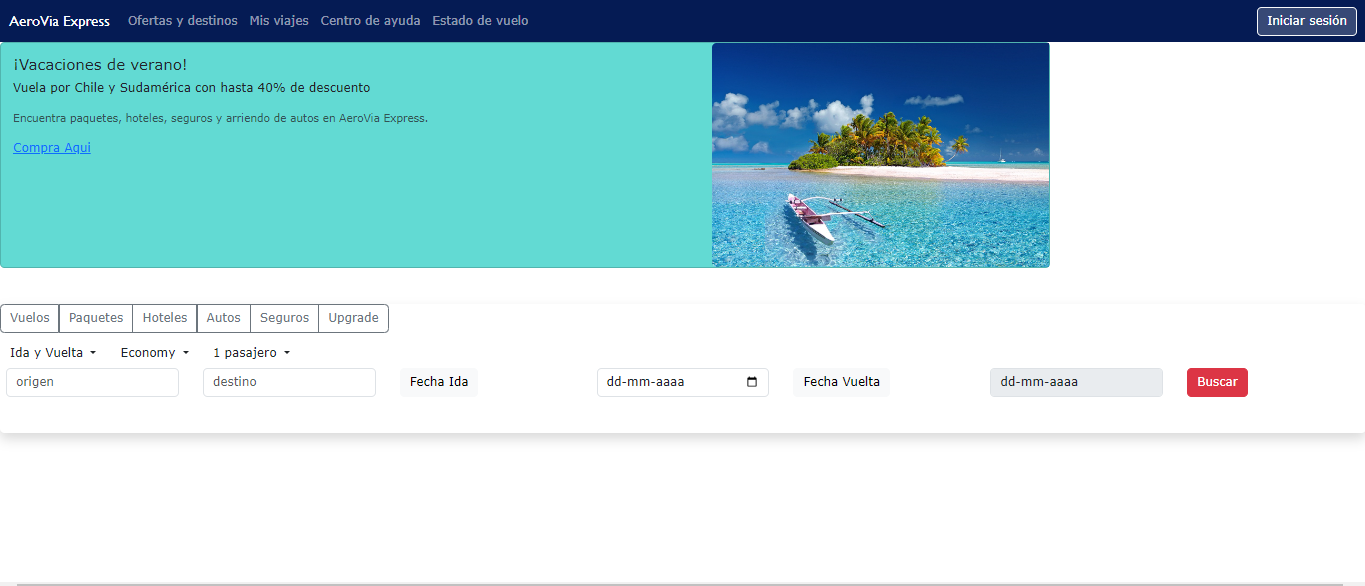 AeroVia Express Ofertas y destinos Mis viajes Centro de ayuda Estado de vuelo Iniciar sesión
¡Vacaciones de verano!
Vuela por Chile y Sudamérica con hasta 40% de descuento
Encuentra paquetes, hoteles, seguros y arriendo de autos en AeroVia Express.
Compra Aqui
Vuelos Paquetes Hoteles Autos Seguros Upgrade
Ida y Vuelta Economy 1 pasajero
origen destino Fecha Ida dd-mm-aaaa Fecha Vuelta dd-mm-aaaa Buscar